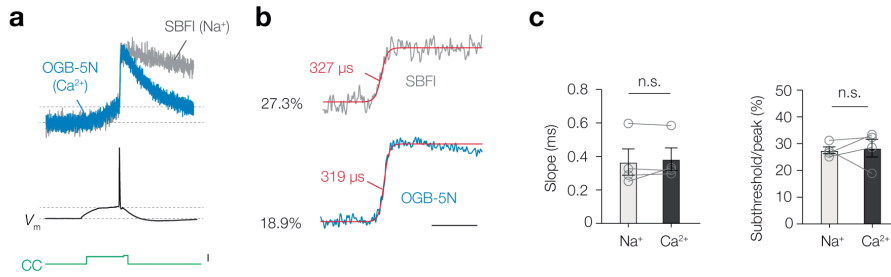 a
SBFI (Na⁺)
OGB-5N
(Ca²⁺)
Vm
CC
b
327 µs
SBFI
27.3%
319 µs
OGB-5N
18.9%
c
n.s.
Slope (ms)
0.8
0.6
0.4
0.2
0
Na⁺ Ca²⁺
n.s.
Subthreshold/peak (%)
50
40
30
20
10
0
Na⁺ Ca²⁺